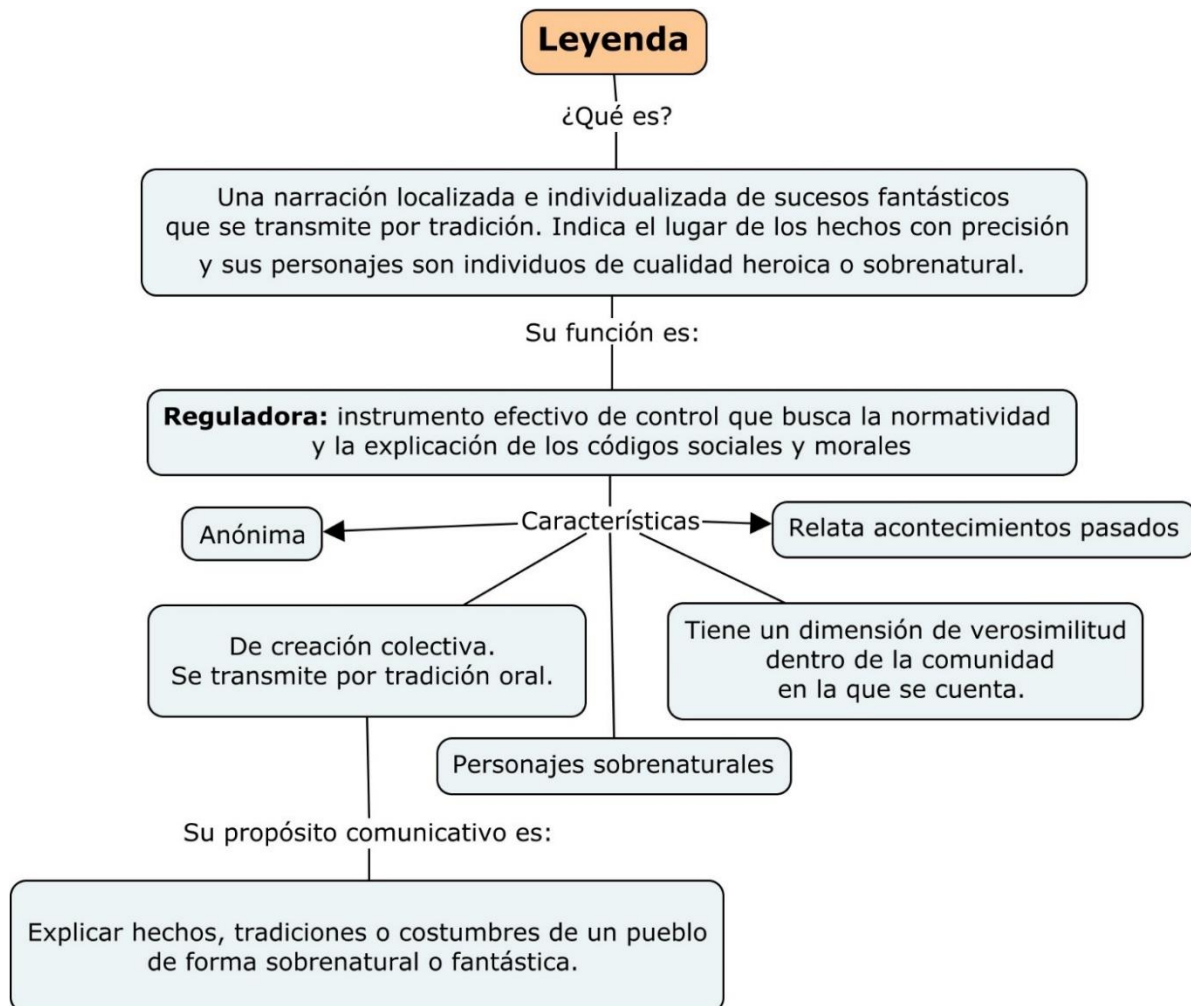 Leyenda
¿Qué es?
Una narración localizada e individualizada de sucesos fantásticos
que se transmite por tradición. Indica el lugar de los hechos con precisión
y sus personajes son individuos de cualidad heroica o sobrenatural.
Su función es:
Reguladora: instrumento efectivo de control que busca la normatividad
y la explicación de los códigos sociales y morales
Anónima
Características
Relata acontecimientos pasados
De creación colectiva.
Se transmite por tradición oral.
Tiene un dimensión de verosimilitud
dentro de la comunidad
en la que se cuenta.
Personajes sobrenaturales
Su propósito comunicativo es:
Explicar hechos, tradiciones o costumbres de un pueblo
de forma sobrenatural o fantástica.